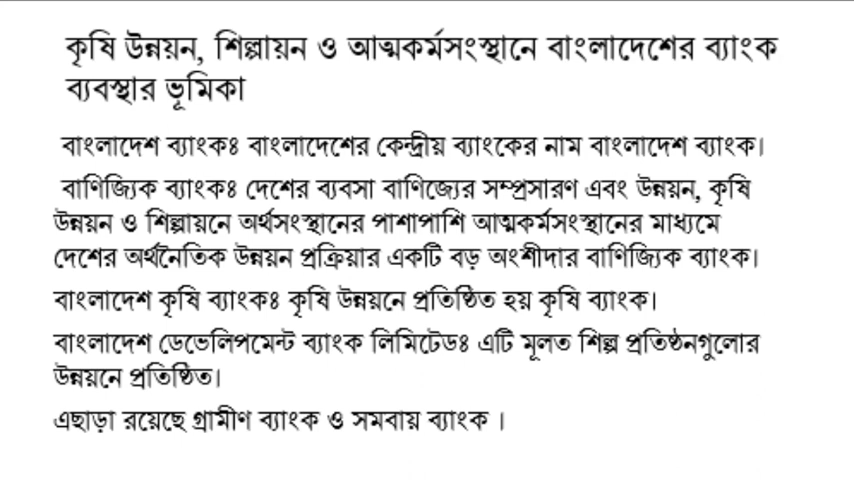 কৃষি উন্নয়ন, শিল্পায়ন ও আত্মকর্মসংস্থানে বাংলাদেশের ব্যাংক
ব্যবস্থার ভূমিকা
বাংলাদেশ ব্যাংকঃ বাংলাদেশের কেন্দ্রীয় ব্যাংকের নাম বাংলাদেশ ব্যাংক।
বাণিজ্যিক ব্যাংকঃ দেশের ব্যবসা বাণিজ্যের সম্প্রসারণ এবং উন্নয়ন, কৃষি
উন্নয়ন ও শিল্পায়নে অর্থসংস্থানের পাশাপাশি আত্মকর্মসংস্থানের মাধ্যমে
দেশের অর্থনৈতিক উন্নয়ন প্রক্রিয়ার একটি বড় অংশীদার বাণিজ্যিক ব্যাংক।
বাংলাদেশ কৃষি ব্যাংকঃ কৃষি উন্নয়নে প্রতিষ্ঠিত হয় কৃষি ব্যাংক।
বাংলাদেশ ডেভেলিপমেন্ট ব্যাংক লিমিটেডঃ এটি মূলত শিল্প প্রতিষ্ঠনগুলোর
উন্নয়নে প্রতিষ্ঠিত।
এছাড়া রয়েছে গ্রামীণ ব্যাংক ও সমবায় ব্যাংক ।